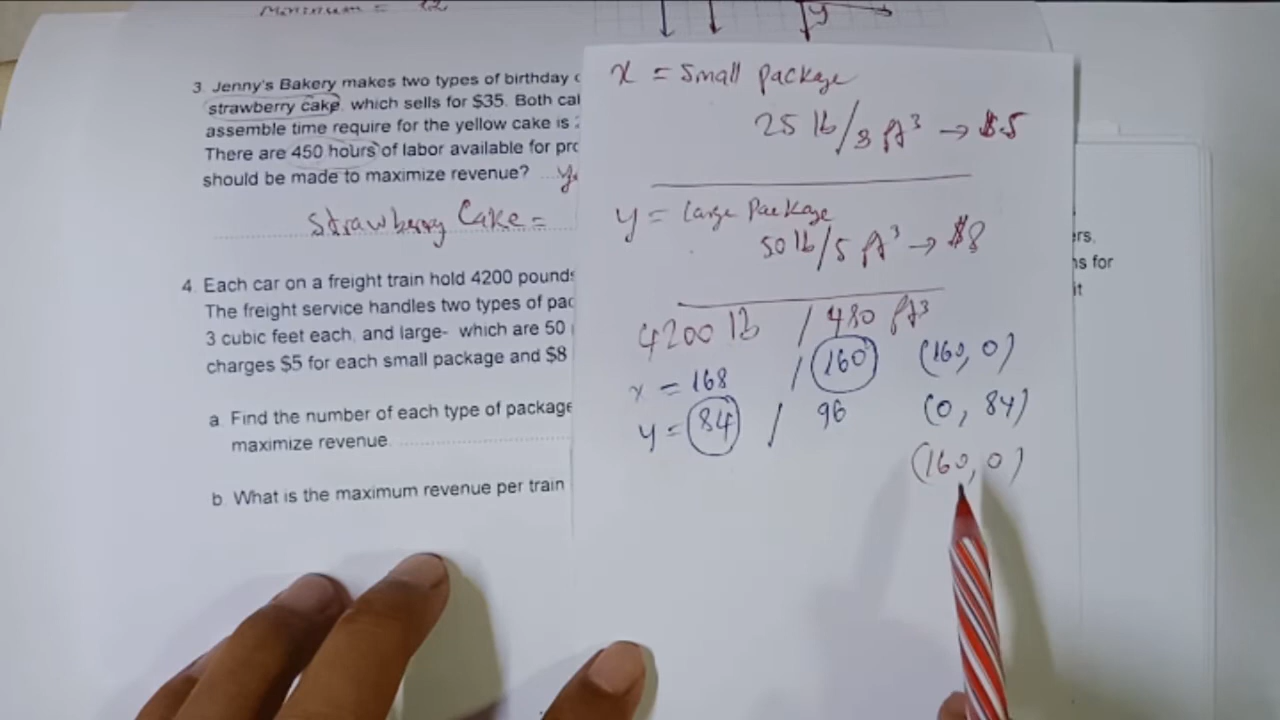 Minimum = 12
y
3. Jenny's Bakery makes two types of birthday
strawberry cake, which sells for $35. Both
assemble time require for the yellow cake is
There are 450 hours of labor available for
should be made to maximize revenue?
Strawberry Cake =
4. Each car on a freight train hold 4200 pounds
The freight service handles two types of
3 cubic feet each, and large- which are 50
charges $5 for each small package and $8
a. Find the number of each type of package
maximize revenue.
b. What is the maximum revenue per train
x = Small package
25 lb/3 ft³ → $5
y = Large Package
50 lb/5 ft³ → $8
4200 lb / 480 ft³
x = 168 / 160 (160, 0)
y = 84 / 96 (0, 84)
(160, 0)